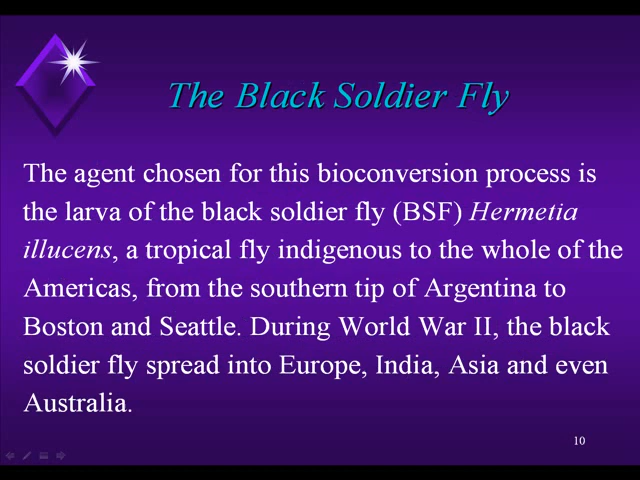 The Black Soldier Fly
The agent chosen for this bioconversion process is
the larva of the black soldier fly (BSF) Hermetia
illucens, a tropical fly indigenous to the whole of the
Americas, from the southern tip of Argentina to
Boston and Seattle. During World War II, the black
soldier fly spread into Europe, India, Asia and even
Australia.
10